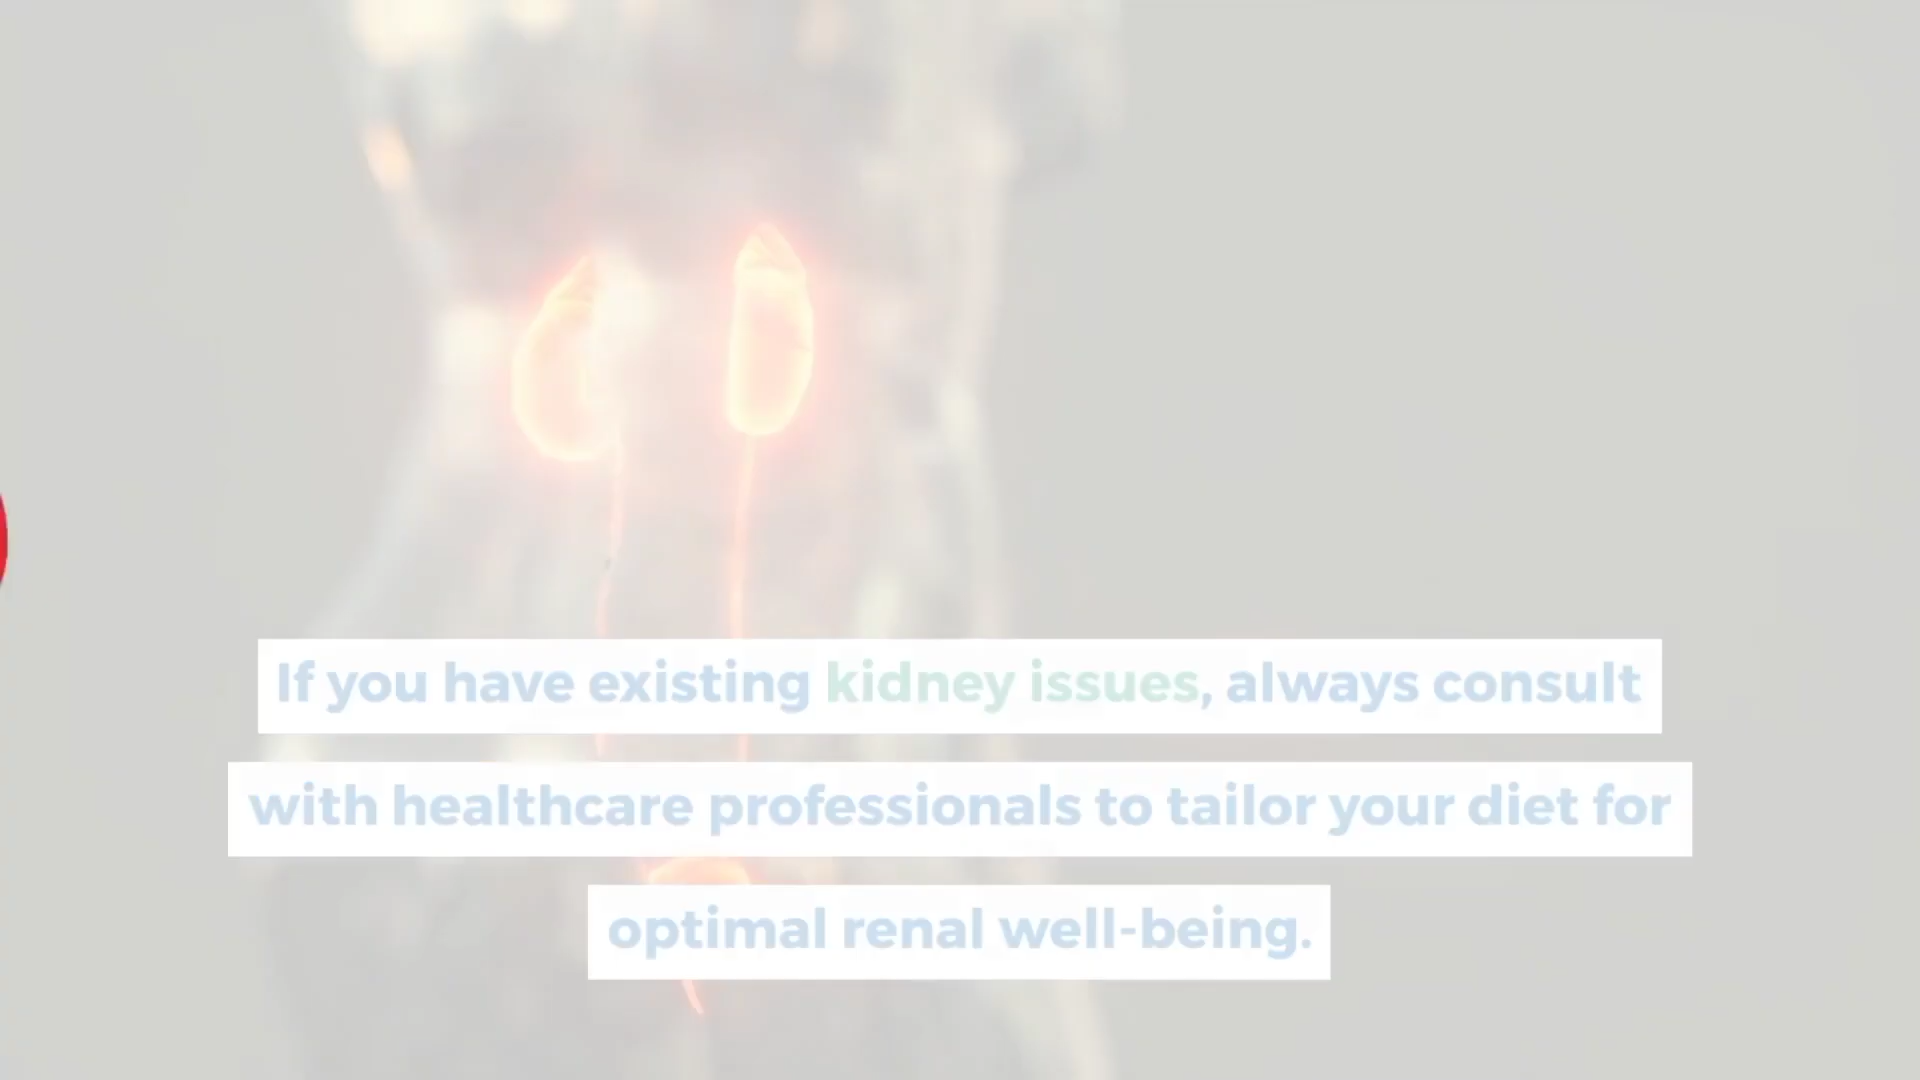 If you have existing kidney issues, always consult
with healthcare professionals to tailor your diet for
optimal renal well-being.